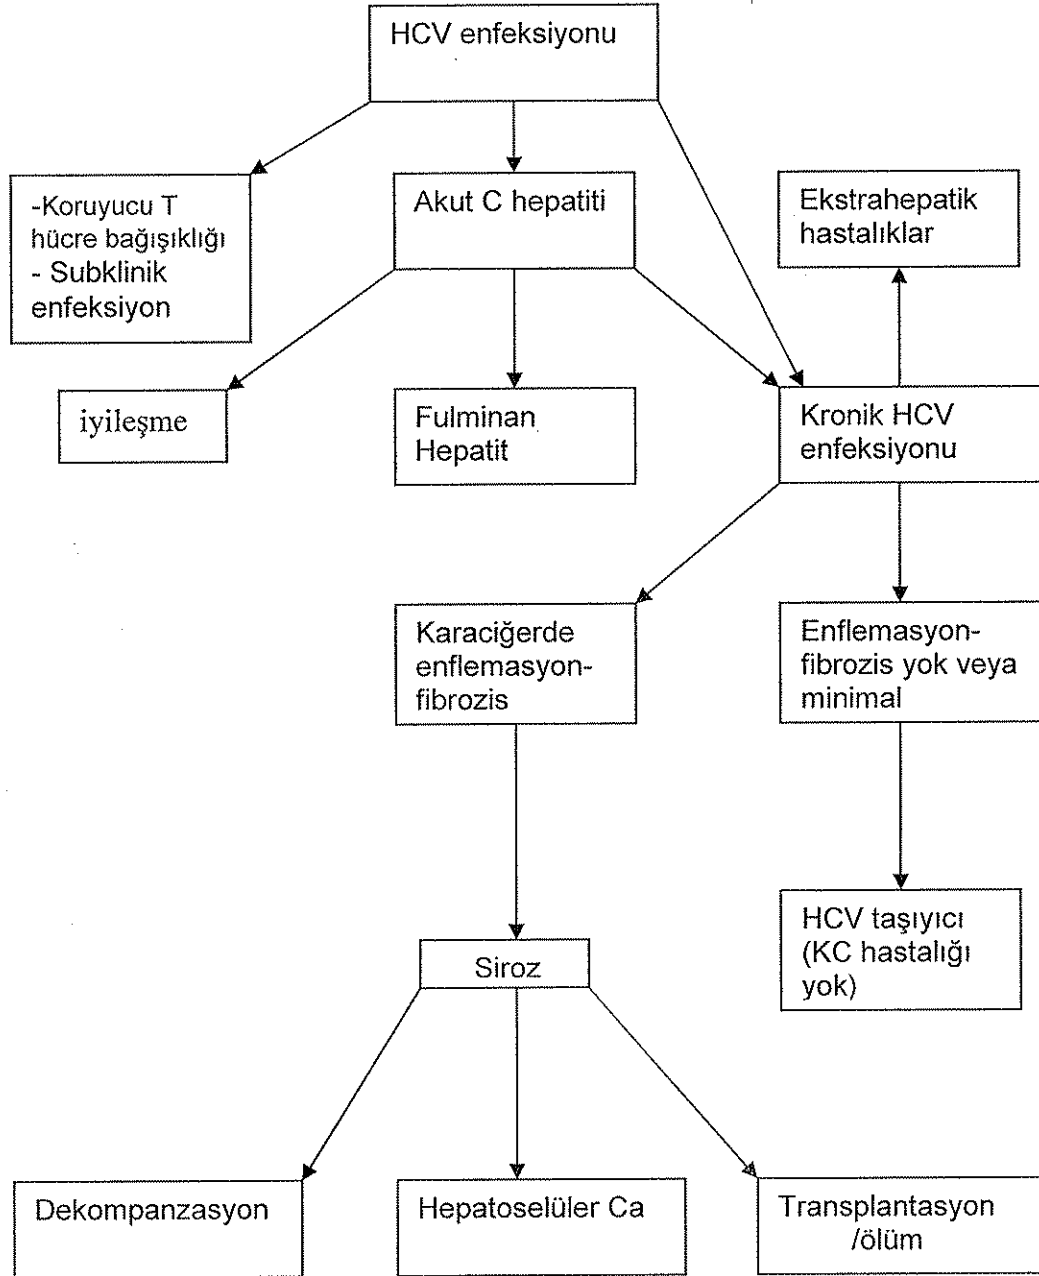 HCV enfeksiyonu
-Koruyucu T
hücre bağışıklığı
- Subklinik
enfeksiyon
Akut C hepatiti
Ekstrahepatik
hastalıklar
iyileşme
Fulminan
Hepatit
Kronik HCV
enfeksiyonu
Karaciğerde
enflemasyon-
fibrozis
Enflemasyon-
fibrozis yok veya
minimal
HCV taşıyıcı
(KC hastalığı
yok)
Siroz
Dekompanzasyon
Hepatoselüler Ca
Transplantasyon
/ölüm